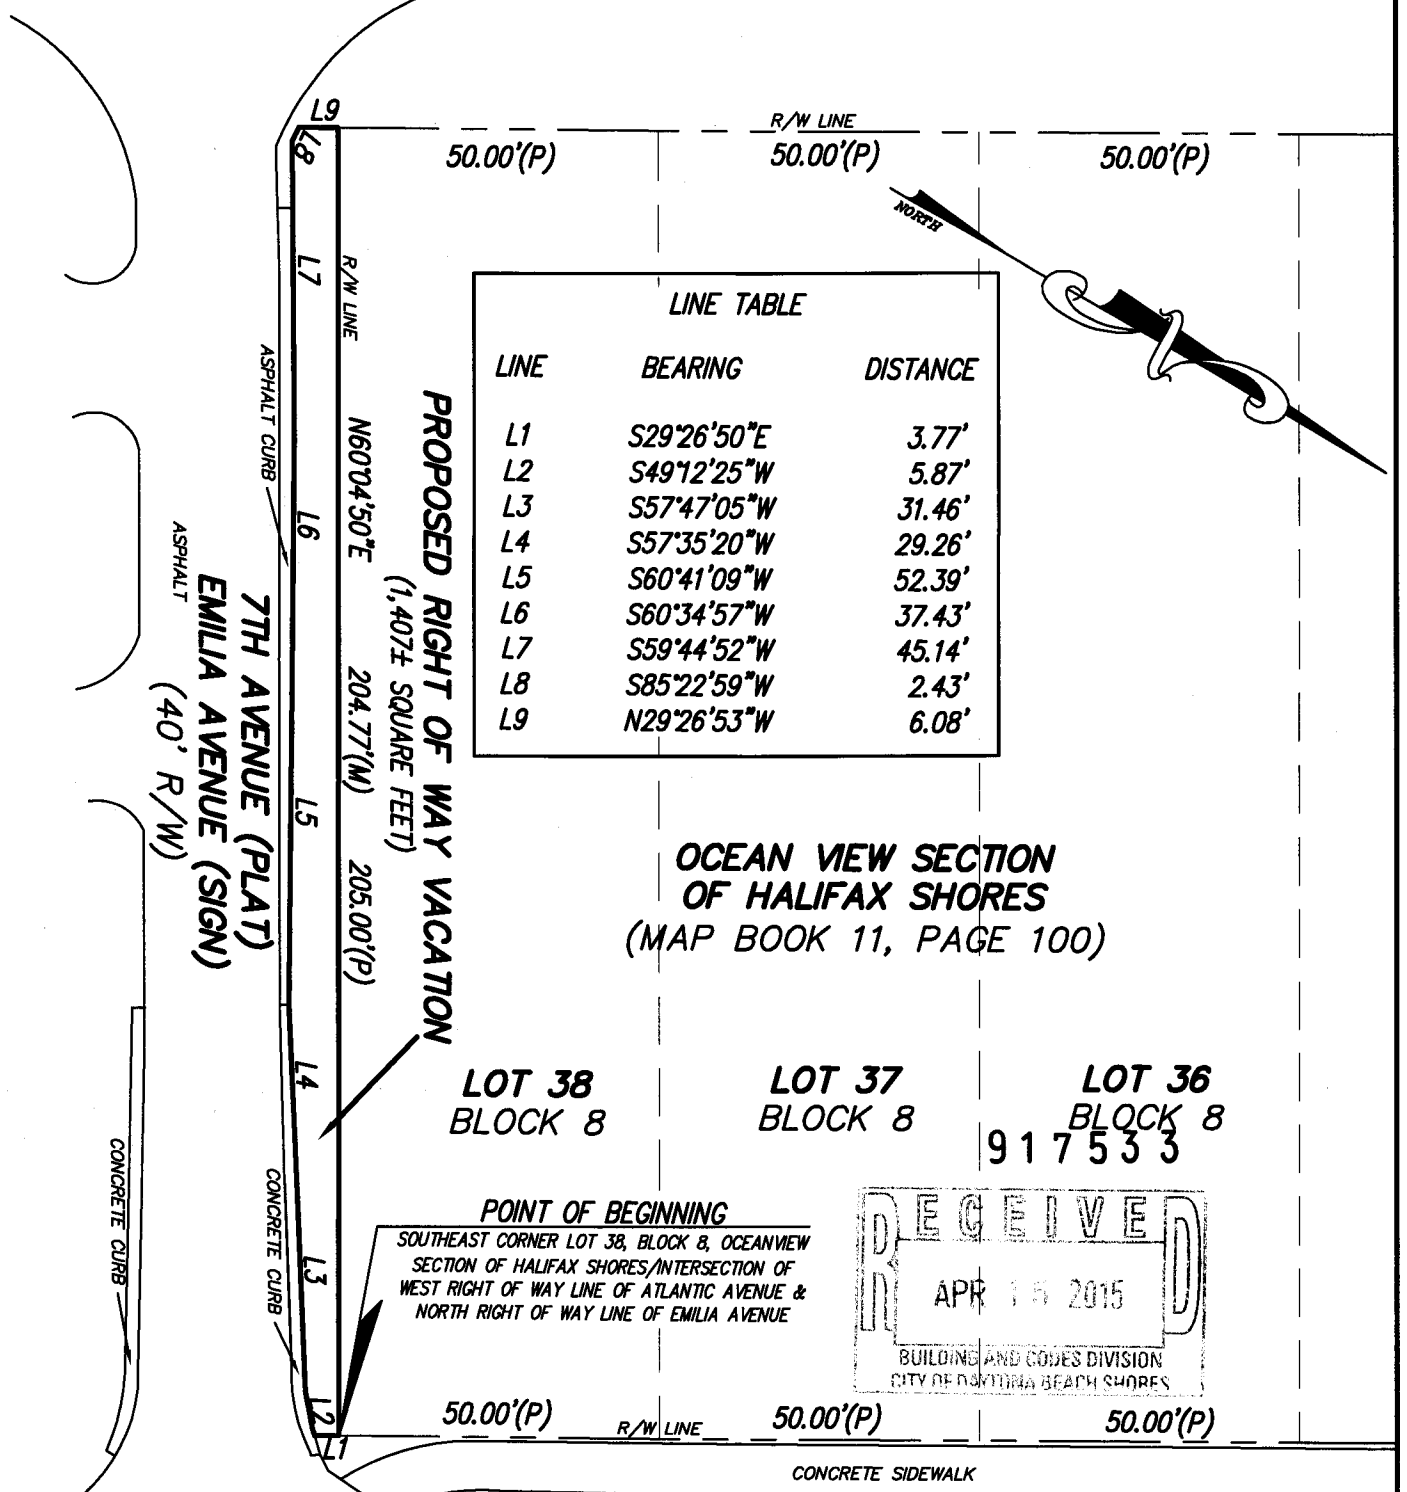 L9
R/W LINE
L8
50.00'(P)
50.00'(P)
50.00'(P)
NORTH
L7
R/W LINE
LINE TABLE
LINE BEARING DISTANCE
L1 S29°26'50"E 3.77'
L2 S49°12'25"W 5.87'
L3 S57°47'05"W 31.46'
L4 S57°35'20"W 29.26'
L5 S60°41'09"W 52.39'
L6 S60°34'57"W 37.43'
L7 S59°44'52"W 45.14'
L8 S85°22'59"W 2.43'
L9 N29°26'53"W 6.08'
ASPHALT CURB
N60°04'50"E 204.77'(M) 205.00'(P)
PROPOSED RIGHT OF WAY VACATION
(1,407± SQUARE FEET)
L6
ASPHALT
7TH AVENUE (PLAT)
EMILIA AVENUE (SIGN)
(40' R/W)
L5
OCEAN VIEW SECTION
OF HALIFAX SHORES
(MAP BOOK 11, PAGE 100)
L4
LOT 38
BLOCK 8
LOT 37
BLOCK 8
LOT 36
BLOCK 8
917533
CONCRETE CURB
CONCRETE CURB
L3
POINT OF BEGINNING
SOUTHEAST CORNER LOT 38, BLOCK 8, OCEANVIEW
SECTION OF HALIFAX SHORES/INTERSECTION OF
WEST RIGHT OF WAY LINE OF ATLANTIC AVENUE &
NORTH RIGHT OF WAY LINE OF EMILIA AVENUE
RECEIVED
APR 15 2015
BUILDING AND CODES DIVISION
CITY OF DAYTONA BEACH SHORES
L2
L1
50.00'(P)
R/W LINE
50.00'(P)
50.00'(P)
CONCRETE SIDEWALK